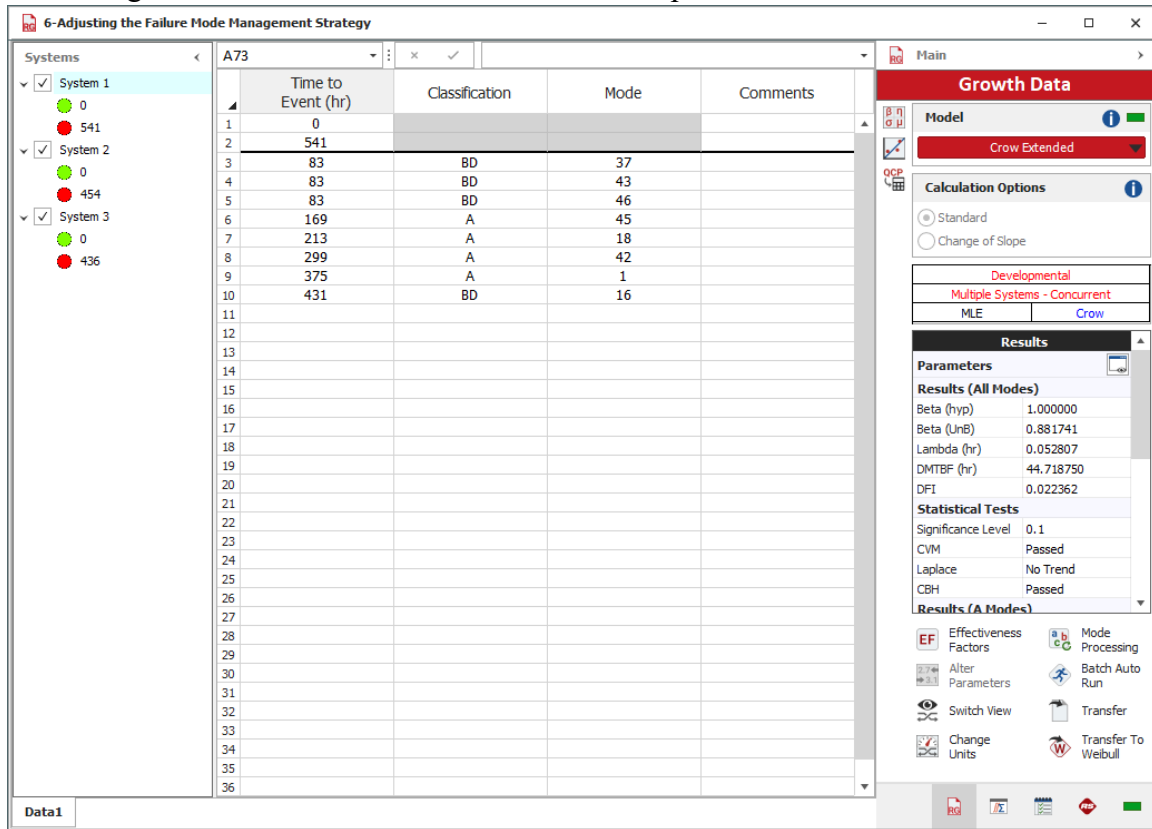 6-Adjusting the Failure Mode Management Strategy
Systems
System 1
0
541
System 2
0
454
System 3
0
436
A73
Time to Event (hr) Classification Mode Comments
1 0
2 541
3 83 BD 37
4 83 BD 43
5 83 BD 46
6 169 A 45
7 213 A 18
8 299 A 42
9 375 A 1
10 431 BD 16
11
12
13
14
15
16
17
18
19
20
21
22
23
24
25
26
27
28
29
30
31
32
33
34
35
36
Data1
RG Main
Growth Data
βη
σμ
QCP
Model
Crow Extended
Calculation Options
Standard
Change of Slope
Developmental
Multiple Systems - Concurrent
MLE Crow
Results
Parameters
Results (All Modes)
Beta (hyp) 1.000000
Beta (UnB) 0.881741
Lambda (hr) 0.052807
DMTBF (hr) 44.718750
DFI 0.022362
Statistical Tests
Significance Level 0.1
CVM Passed
Laplace No Trend
CBH Passed
Results (A Modes)
EF Effectiveness Factors
Mode Processing
Alter Parameters
Batch Auto Run
Switch View
Transfer
Change Units
Transfer To Weibull